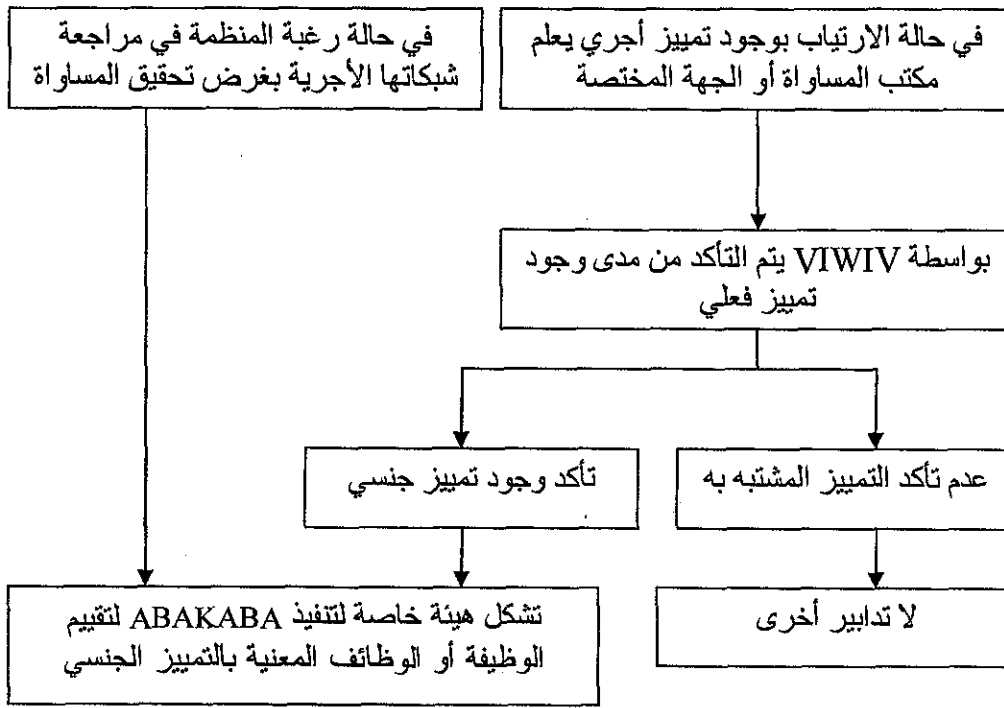 في حالة الارتياب بوجود تمييز أجري يعلم
مكتب المساواة أو الجهة المختصة
في حالة رغبة المنظمة في مراجعة
شبكاتها الأجرية بغرض تحقيق المساواة
بواسطة VIWIV يتم التأكد من مدى وجود
تمييز فعلي
عدم تأكد التمييز المشتبه به
تأكد وجود تمييز جنسي
لا تدابير أخرى
تشكل هيئة خاصة لتنفيذ ABAKABA لتقييم
الوظيفة أو الوظائف المعنية بالتمييز الجنسي